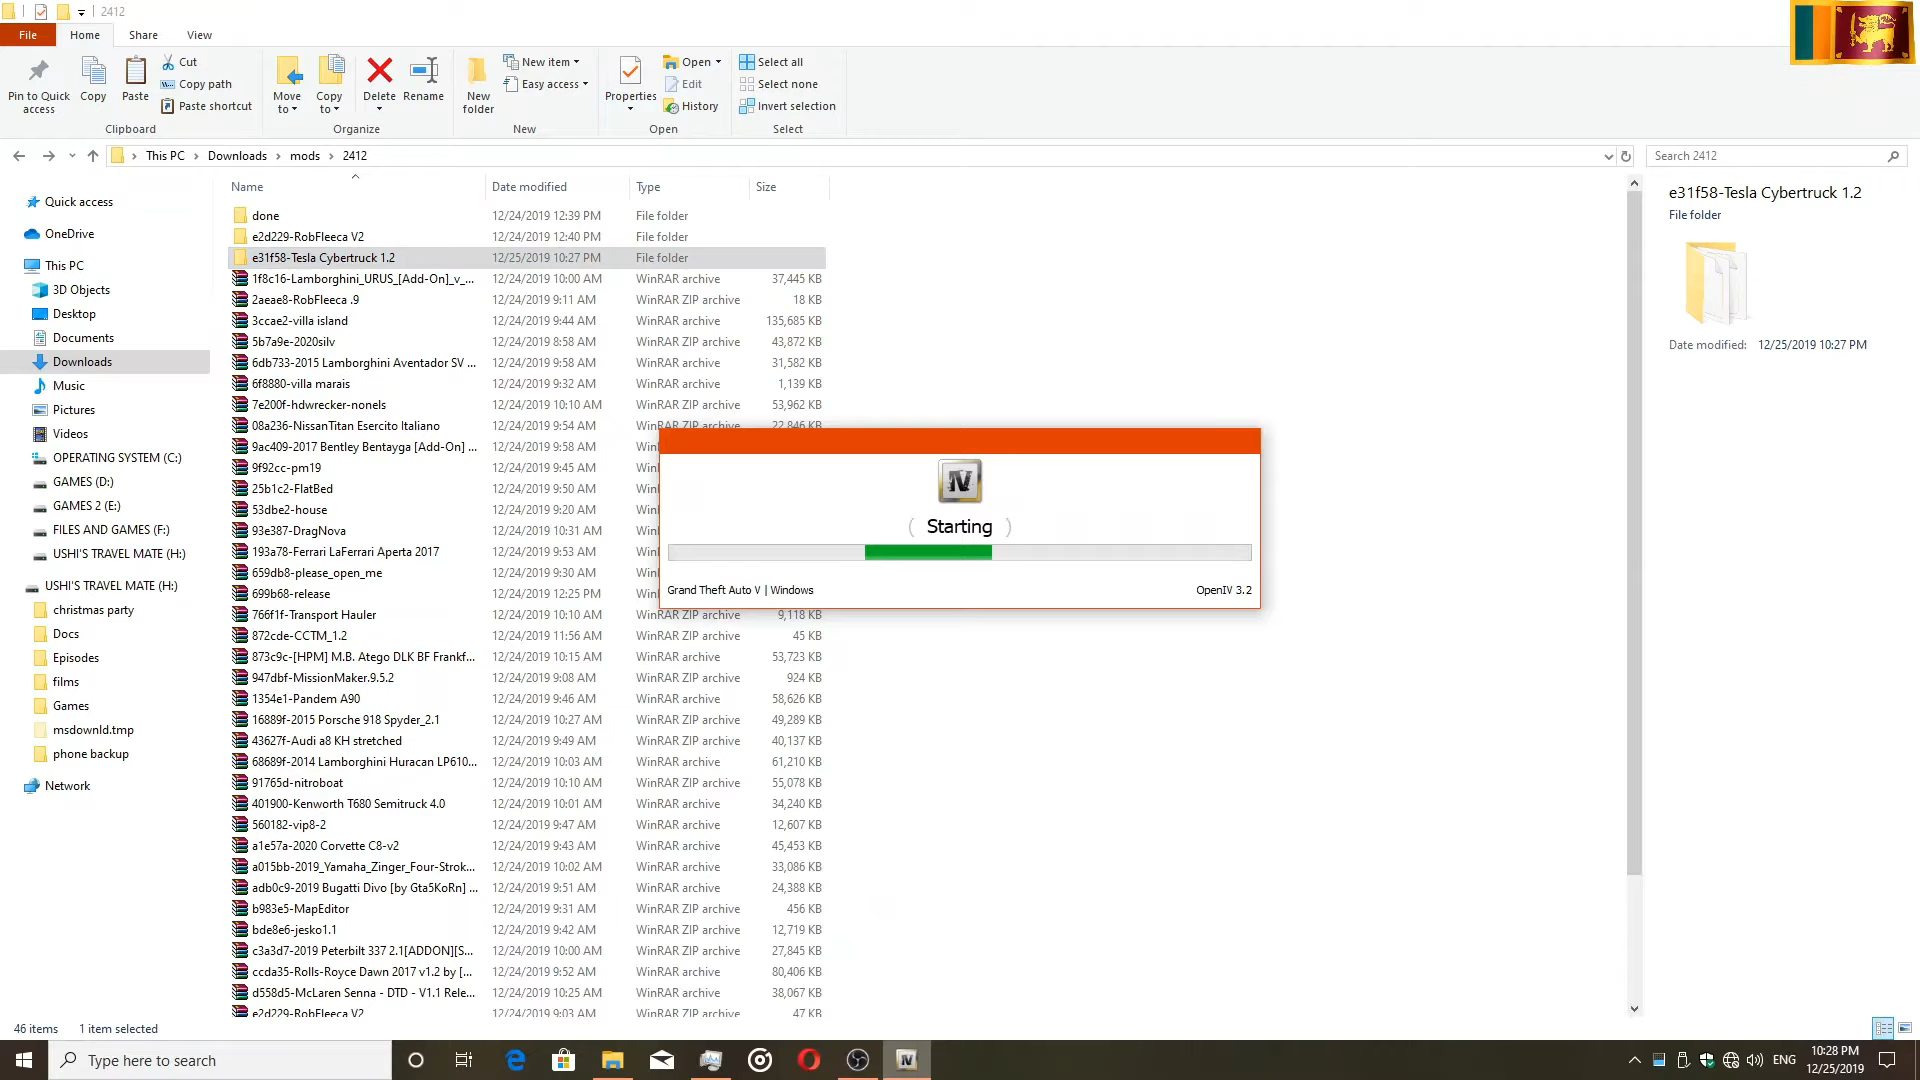 2412
File
Home
Share
View
Pin to Quick access
Copy
Paste
Cut
Copy path
Paste shortcut
Clipboard
Move to
Copy to
Delete
Rename
Organize
New folder
New item
Easy access
New
Properties
Open
Edit
History
Open
Select all
Select none
Invert selection
Select
This PC
Downloads
mods
2412
Search 2412
Quick access
OneDrive
This PC
3D Objects
Desktop
Documents
Downloads
Music
Pictures
Videos
OPERATING SYSTEM (C:)
GAMES (D:)
GAMES 2 (E:)
FILES AND GAMES (F:)
USHI'S TRAVEL MATE (H:)
USHI'S TRAVEL MATE (H:)
christmas party
Docs
Episodes
films
Games
msdownld.tmp
phone backup
Network
Name Date modified Type Size
done 12/24/2019 12:39 PM File folder
e2d229-RobFleeca V2 12/24/2019 12:40 PM File folder
e31f58-Tesla Cybertruck 1.2 12/25/2019 10:27 PM File folder
1f8c16-Lamborghini_URUS_[Add-On]_v_... 12/24/2019 10:00 AM WinRAR archive 37,445 KB
2aeae8-RobFleeca .9 12/24/2019 9:11 AM WinRAR ZIP archive 18 KB
3ccae2-villa island 12/24/2019 9:44 AM WinRAR archive 135,685 KB
5b7a9e-2020silv 12/24/2019 8:58 AM WinRAR ZIP archive 43,872 KB
6db733-2015 Lamborghini Aventador SV ... 12/24/2019 9:58 AM WinRAR archive 31,582 KB
6f8880-villa marais 12/24/2019 9:32 AM WinRAR archive 1,139 KB
7e200f-hdwrecker-nonels 12/24/2019 10:10 AM WinRAR ZIP archive 53,962 KB
08a236-NissanTitan Esercito Italiano 12/24/2019 9:54 AM WinRAR ZIP archive 22,846 KB
9ac409-2017 Bentley Bentayga [Add-On] ... 12/24/2019 9:58 AM Win
9f92cc-pm19 12/24/2019 9:45 AM Win
25b1c2-FlatBed 12/24/2019 9:50 AM Win
53dbe2-house 12/24/2019 9:20 AM Win
93e387-DragNova 12/24/2019 10:31 AM Win
193a78-Ferrari LaFerrari Aperta 2017 12/24/2019 9:53 AM Win
659db8-please_open_me 12/24/2019 9:30 AM Win
699b68-release 12/24/2019 12:25 PM Win
766f1f-Transport Hauler 12/24/2019 10:10 AM WinRAR ZIP archive 9,118 KB
872cde-CCTM_1.2 12/24/2019 11:56 AM WinRAR archive 45 KB
873c9c-[HPM] M.B. Atego DLK BF Frankf... 12/24/2019 10:15 AM WinRAR archive 53,723 KB
947dbf-MissionMaker.9.5.2 12/24/2019 9:08 AM WinRAR ZIP archive 924 KB
1354e1-Pandem A90 12/24/2019 9:46 AM WinRAR archive 58,626 KB
16889f-2015 Porsche 918 Spyder_2.1 12/24/2019 10:27 AM WinRAR ZIP archive 49,289 KB
43627f-Audi a8 KH stretched 12/24/2019 9:49 AM WinRAR ZIP archive 40,137 KB
68689f-2014 Lamborghini Huracan LP610... 12/24/2019 10:03 AM WinRAR archive 61,210 KB
91765d-nitroboat 12/24/2019 10:10 AM WinRAR ZIP archive 55,078 KB
401900-Kenworth T680 Semitruck 4.0 12/24/2019 10:01 AM WinRAR archive 34,240 KB
560182-vip8-2 12/24/2019 9:47 AM WinRAR archive 12,607 KB
a1e57a-2020 Corvette C8-v2 12/24/2019 9:43 AM WinRAR archive 45,453 KB
a015bb-2019_Yamaha_Zinger_Four-Strok... 12/24/2019 10:02 AM WinRAR archive 33,086 KB
adb0c9-2019 Bugatti Divo [by Gta5KoRn] ... 12/24/2019 9:51 AM WinRAR archive 24,388 KB
b983e5-MapEditor 12/24/2019 9:31 AM WinRAR ZIP archive 456 KB
bde8e6-jesko1.1 12/24/2019 9:42 AM WinRAR archive 12,719 KB
c3a3d7-2019 Peterbilt 337 2.1[ADDON][S... 12/24/2019 10:00 AM WinRAR archive 27,845 KB
ccda35-Rolls-Royce Dawn 2017 v1.2 by [... 12/24/2019 9:52 AM WinRAR archive 80,406 KB
d558d5-McLaren Senna - DTD - V1.1 Rele... 12/24/2019 10:25 AM WinRAR archive 38,067 KB
e2d229-RobFleeca V2 12/24/2019 9:03 AM WinRAR ZIP archive 47 KB
IV
( Starting )
Grand Theft Auto V | Windows OpenIV 3.2
e31f58-Tesla Cybertruck 1.2
File folder
Date modified: 12/25/2019 10:27 PM
46 items 1 item selected
Type here to search
ENG
10:28 PM
12/25/2019